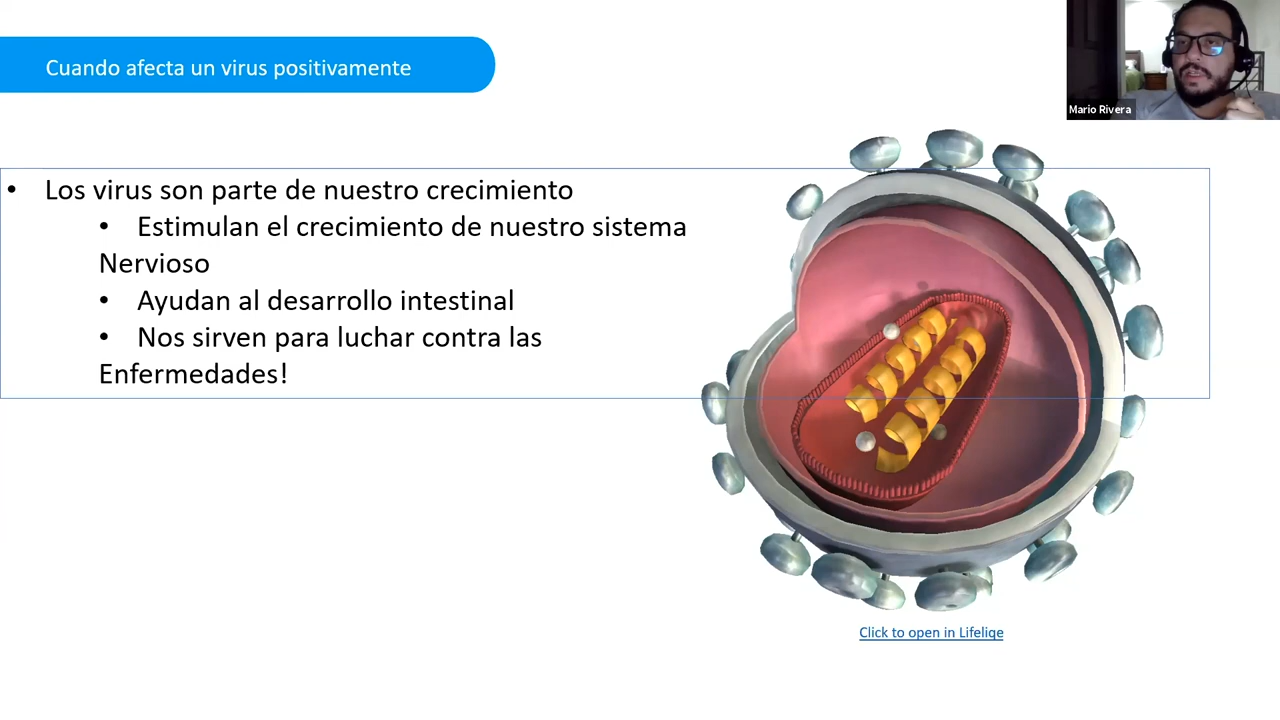 Cuando afecta un virus positivamente
Mario Rivera
• Los virus son parte de nuestro crecimiento
• Estimulan el crecimiento de nuestro sistema
Nervioso
• Ayudan al desarrollo intestinal
• Nos sirven para luchar contra las
Enfermedades!
Click to open in Lifeliqe